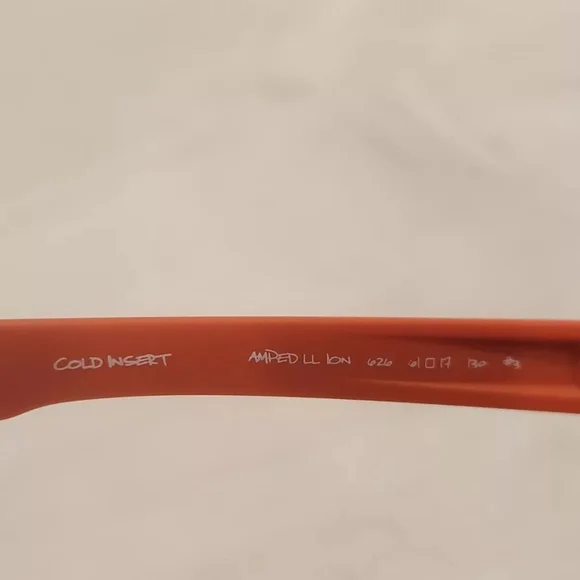 COLD INSERT AMPED LL ION 626 61□17 130 #3